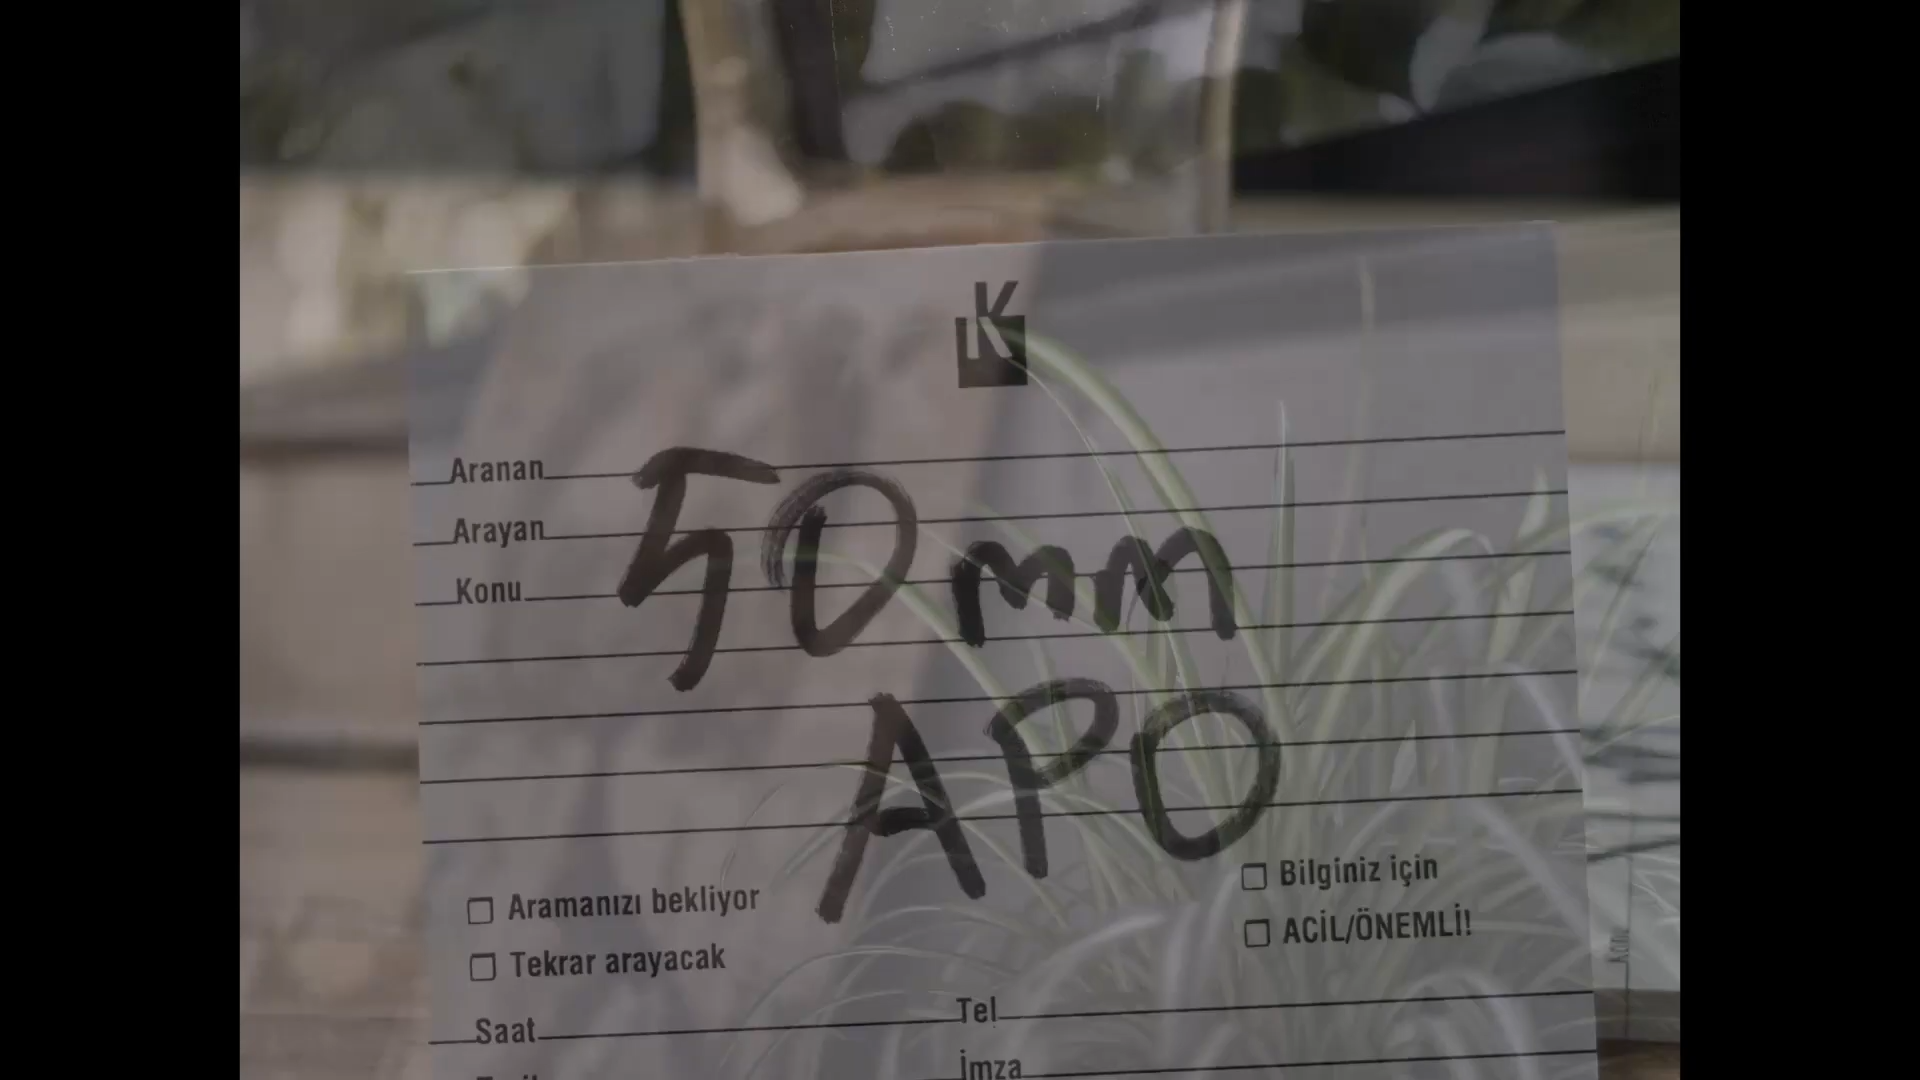 K
Aranan
Arayan
Konu
50mm
APO
Aramanızı bekliyor
Bilginiz için
Tekrar arayacak
ACİL/ÖNEMLİ!
Saat
Tel
İmza